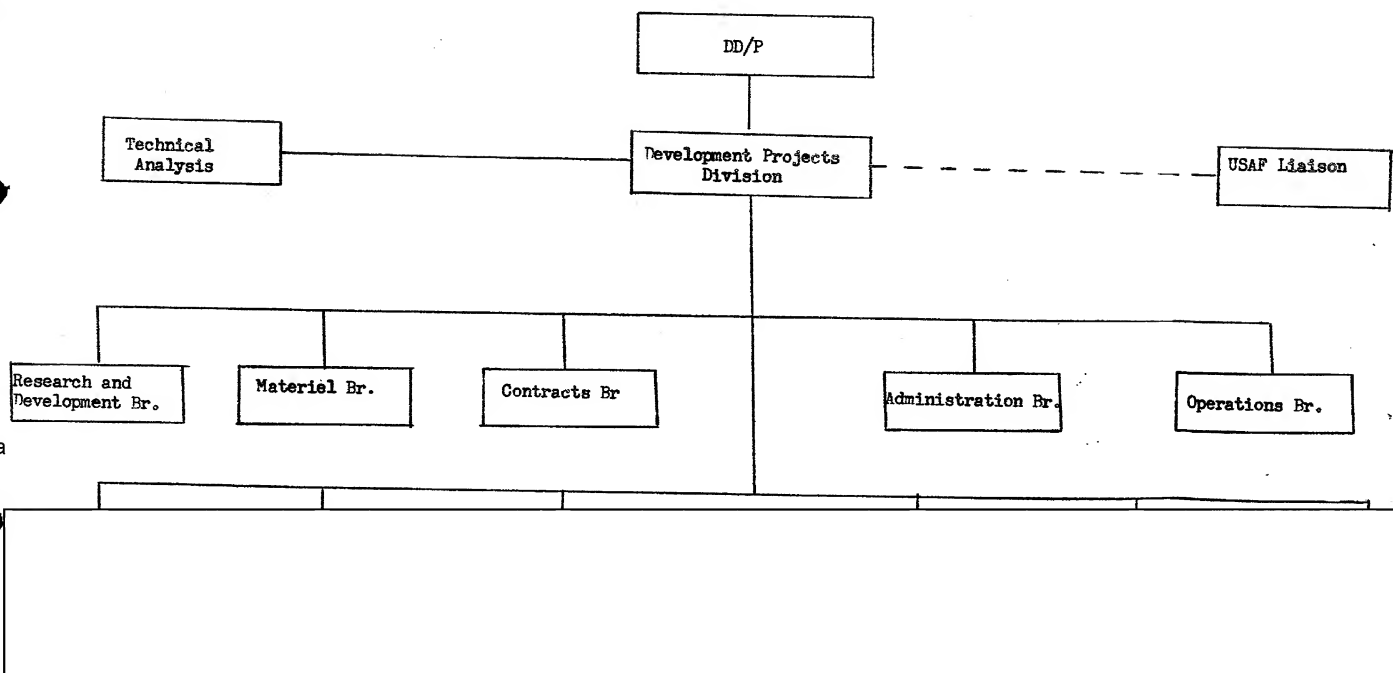 DD/P
Technical
Analysis
Development Projects
Division
USAF Liaison
Research and
Development Br.
Materiel Br.
Contracts Br
Administration Br.
Operations Br.
a